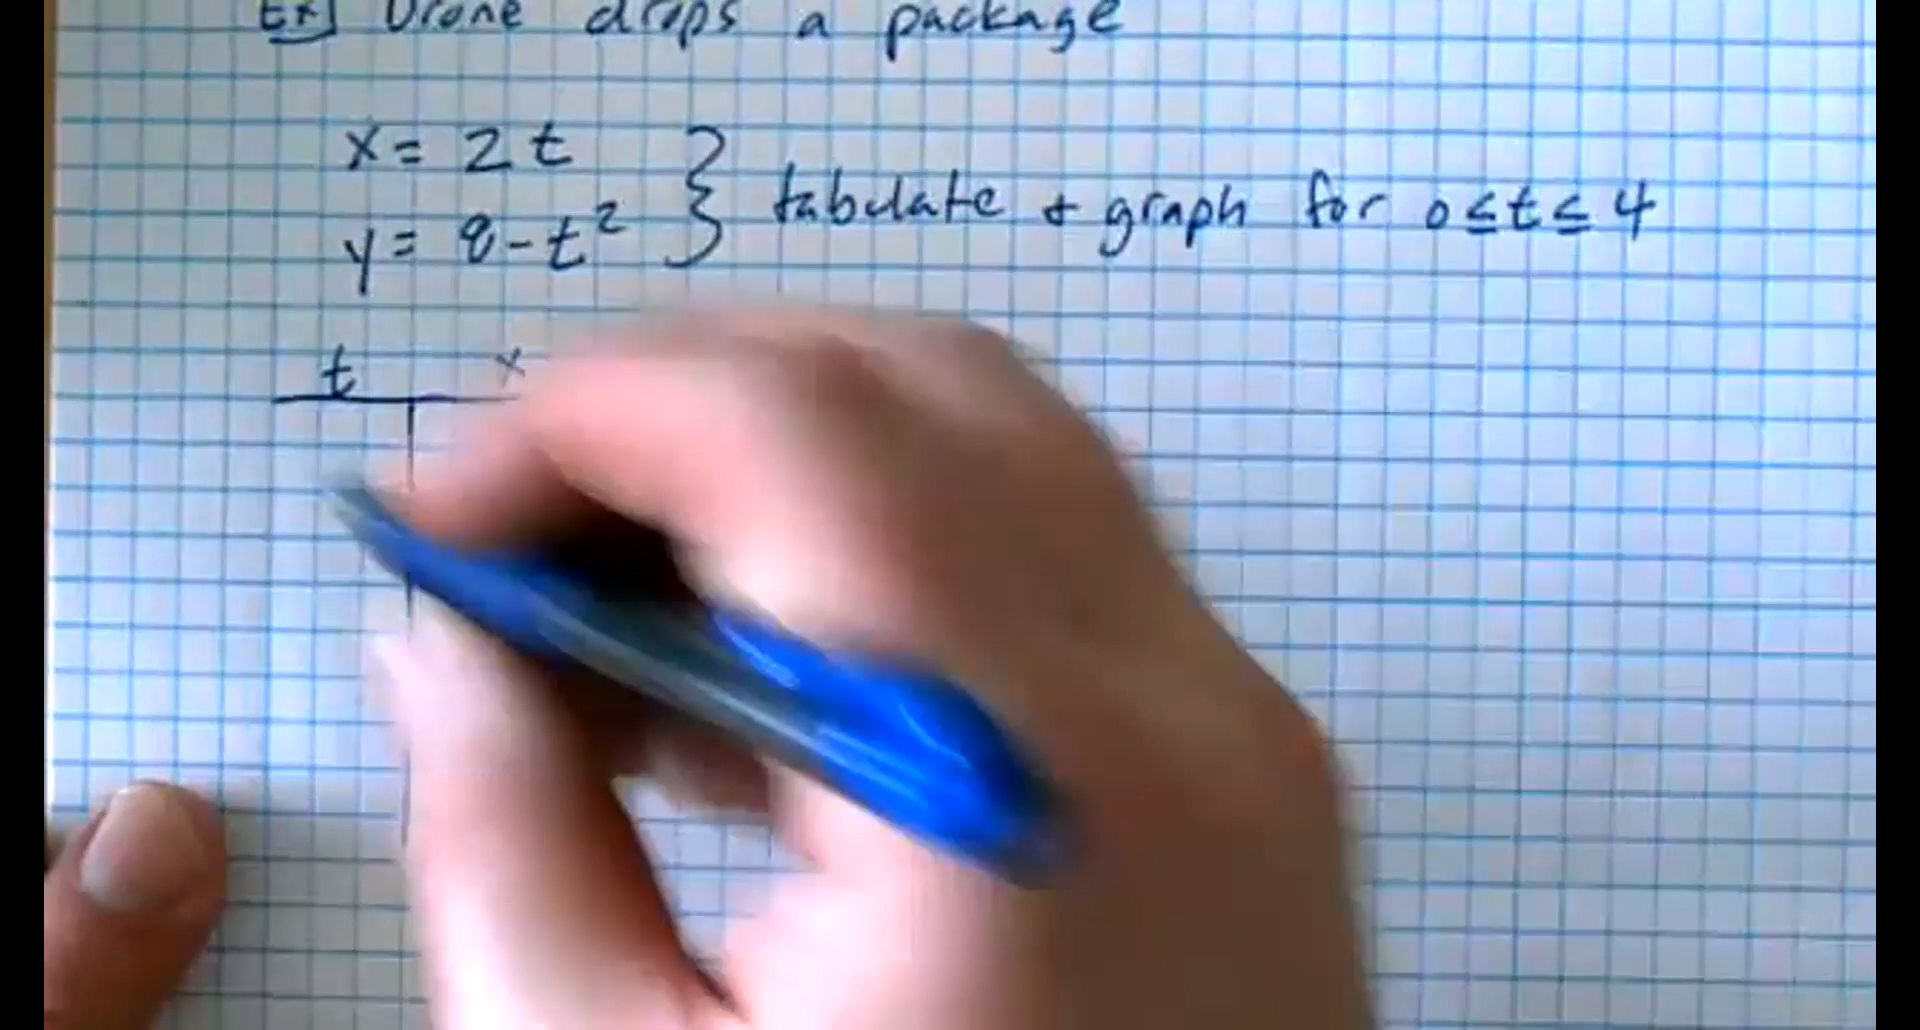 Ex] Drone drops a package
x = 2t
y = 8 - t² } tabulate + graph for 0 ≤ t ≤ 4
t x